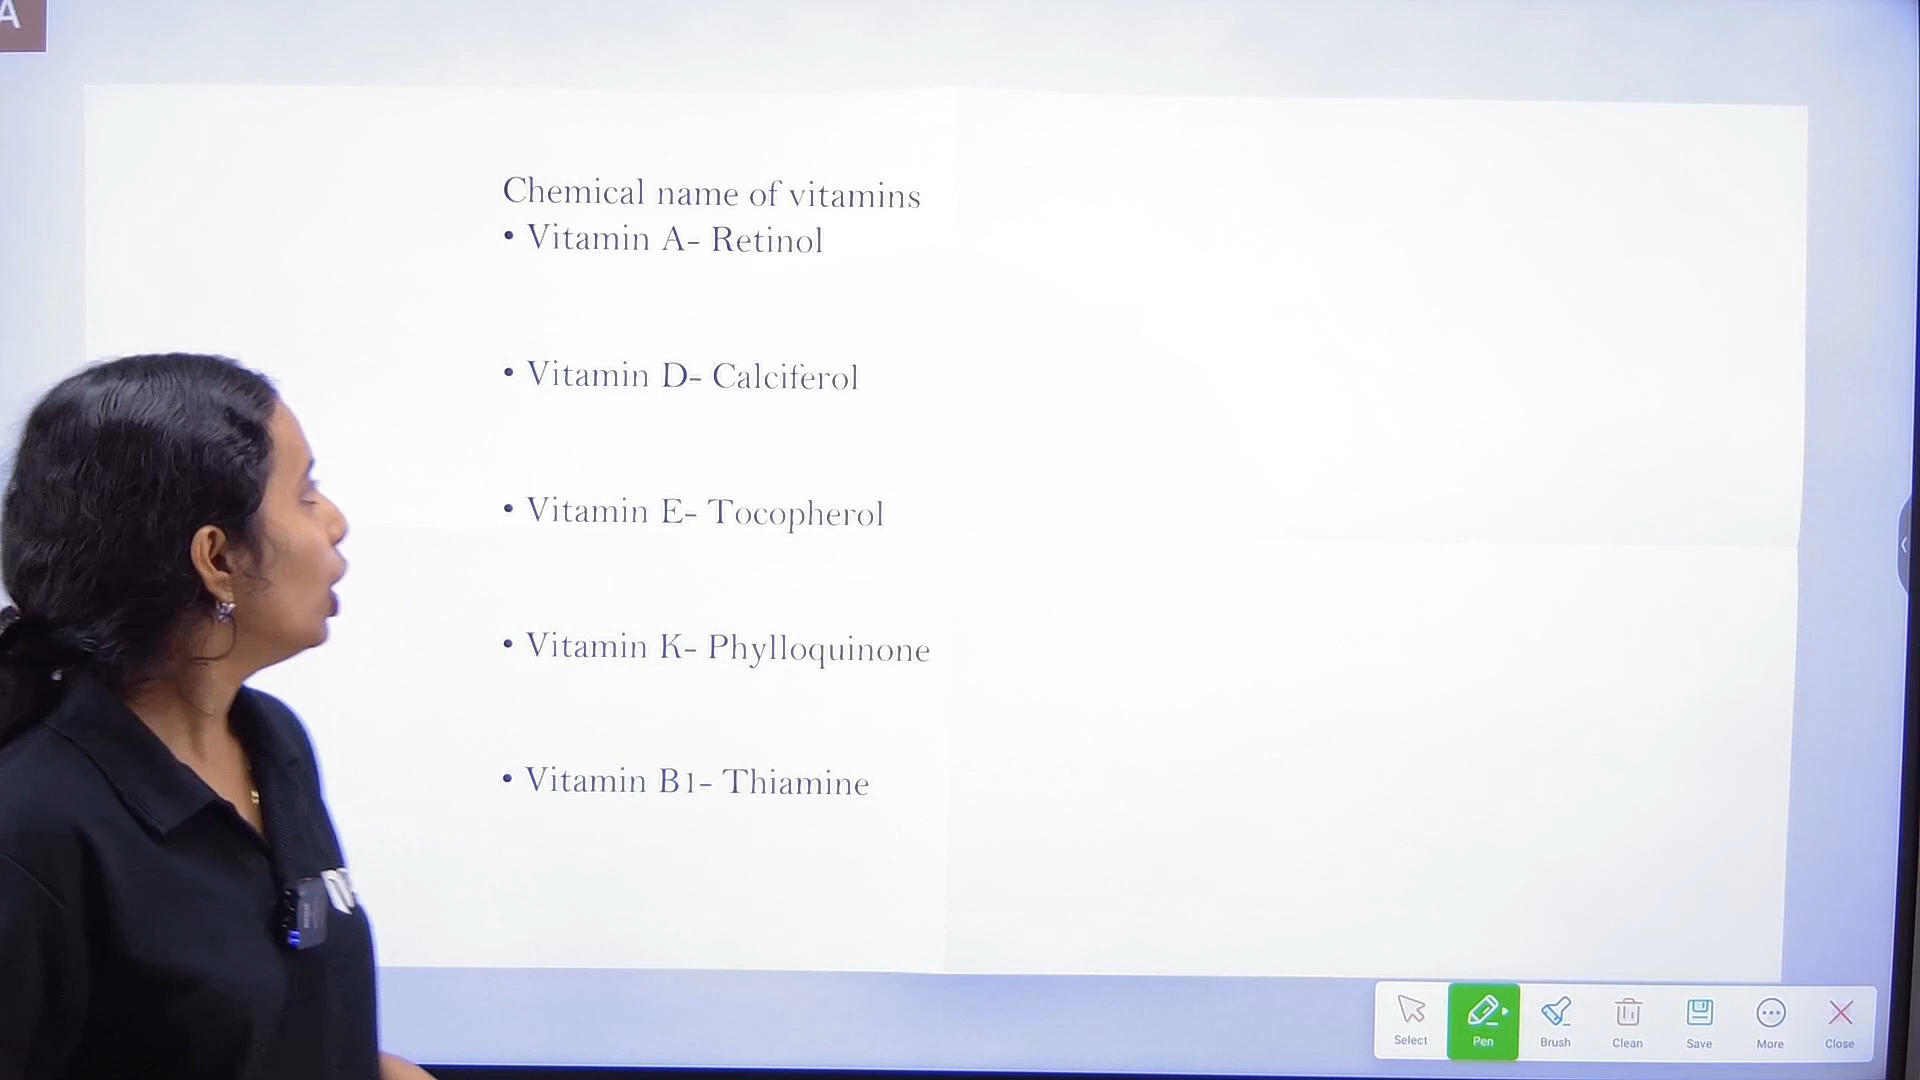 A
Chemical name of vitamins
• Vitamin A- Retinol
• Vitamin D- Calciferol
• Vitamin E- Tocopherol
• Vitamin K- Phylloquinone
• Vitamin B1- Thiamine
Select Pen Brush Clean Save More Close